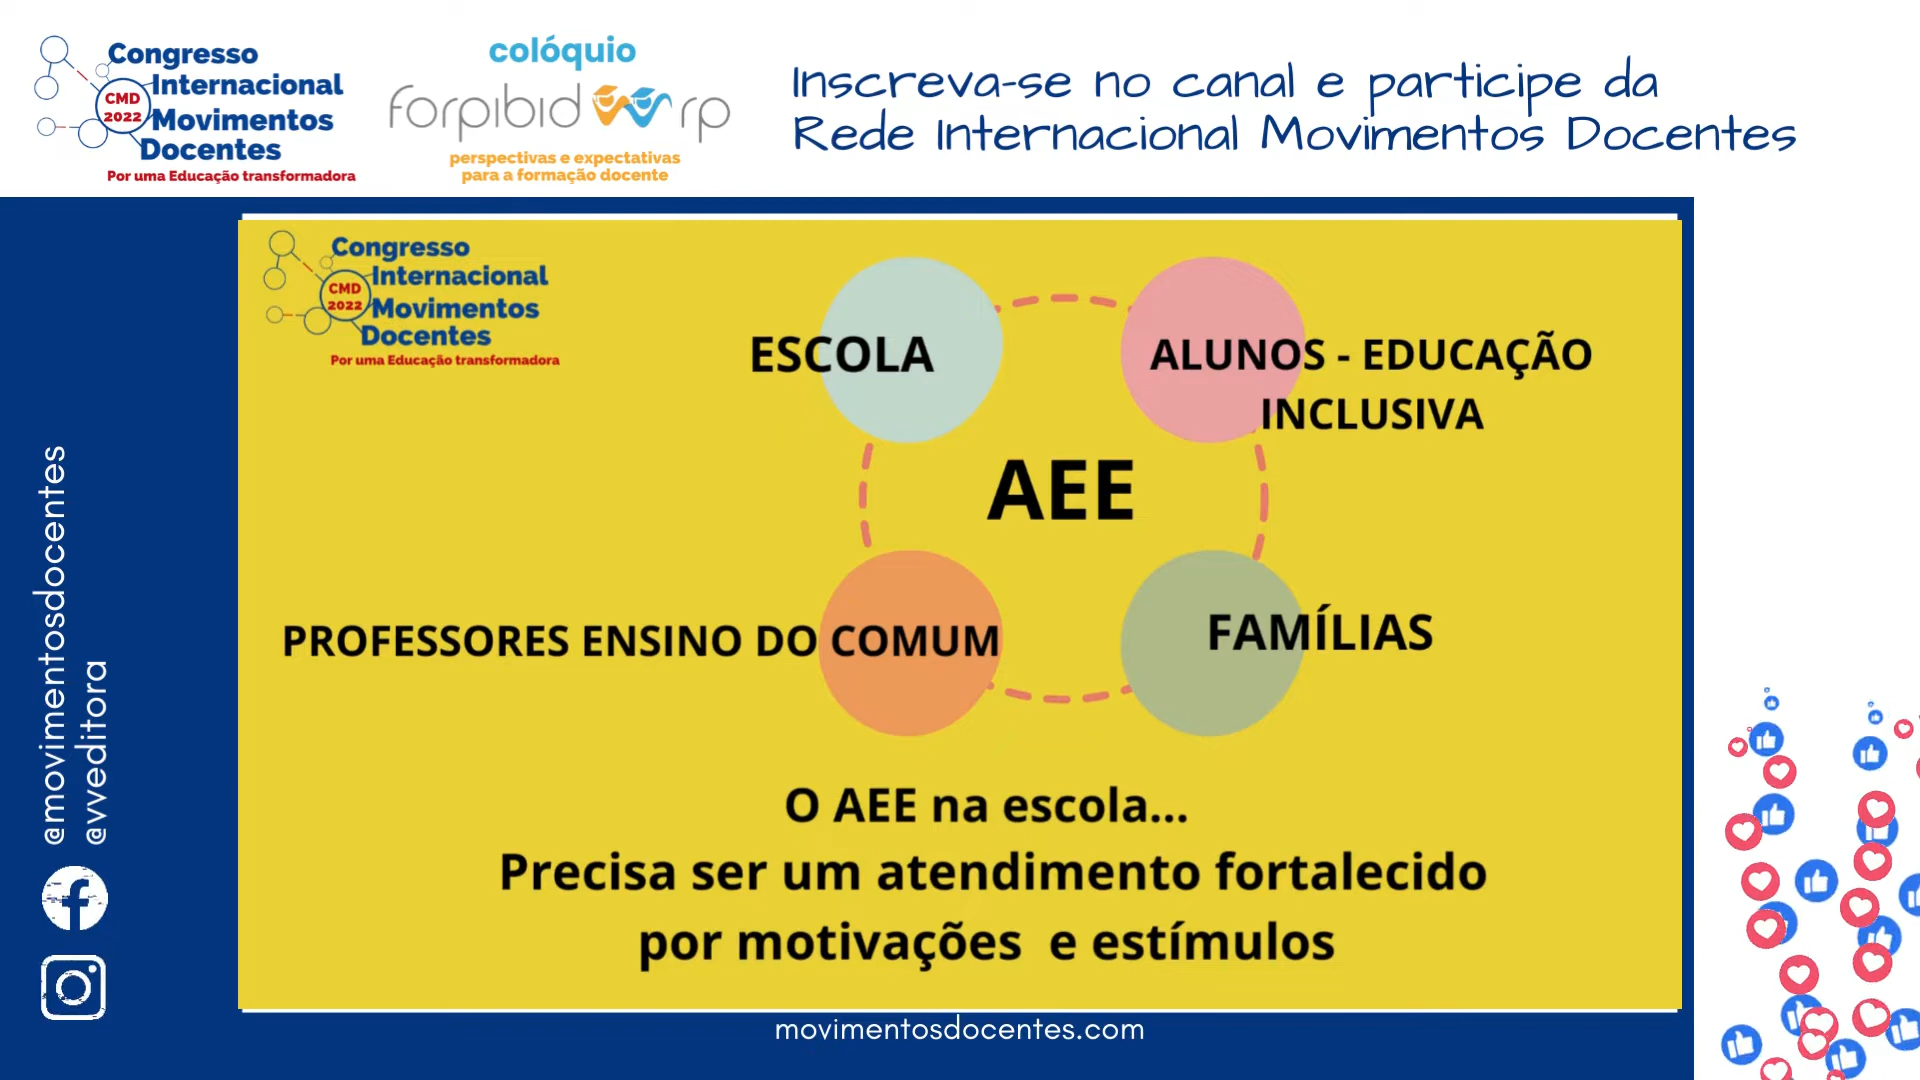 Congresso
Internacional
CMD
2022
Movimentos
Docentes
Por uma Educação transformadora
colóquio
forpibid rp
perspectivas e expectativas
para a formação docente
Inscreva-se no canal e participe da
Rede Internacional Movimentos Docentes
Congresso
Internacional
CMD
2022
Movimentos
Docentes
Por uma Educação transformadora
ESCOLA
ALUNOS - EDUCAÇÃO
INCLUSIVA
AEE
PROFESSORES ENSINO DO COMUM
FAMÍLIAS
O AEE na escola...
Precisa ser um atendimento fortalecido
por motivações e estímulos
@movimentosdocentes
@vveditora
movimentosdocentes.com